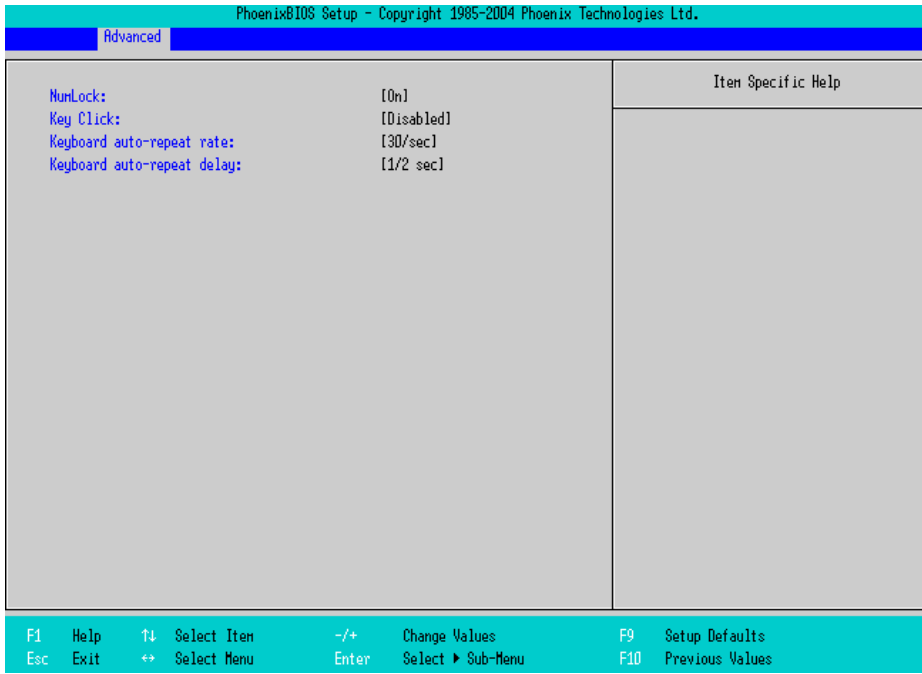 PhoenixBIOS Setup - Copyright 1985-2004 Phoenix Technologies Ltd.
Advanced
Item Specific Help
NumLock: [On]
Key Click: [Disabled]
Keyboard auto-repeat rate: [30/sec]
Keyboard auto-repeat delay: [1/2 sec]
F1 Help ↑↓ Select Item -/+ Change Values F9 Setup Defaults
Esc Exit ↔ Select Menu Enter Select ▶ Sub-Menu F10 Previous Values